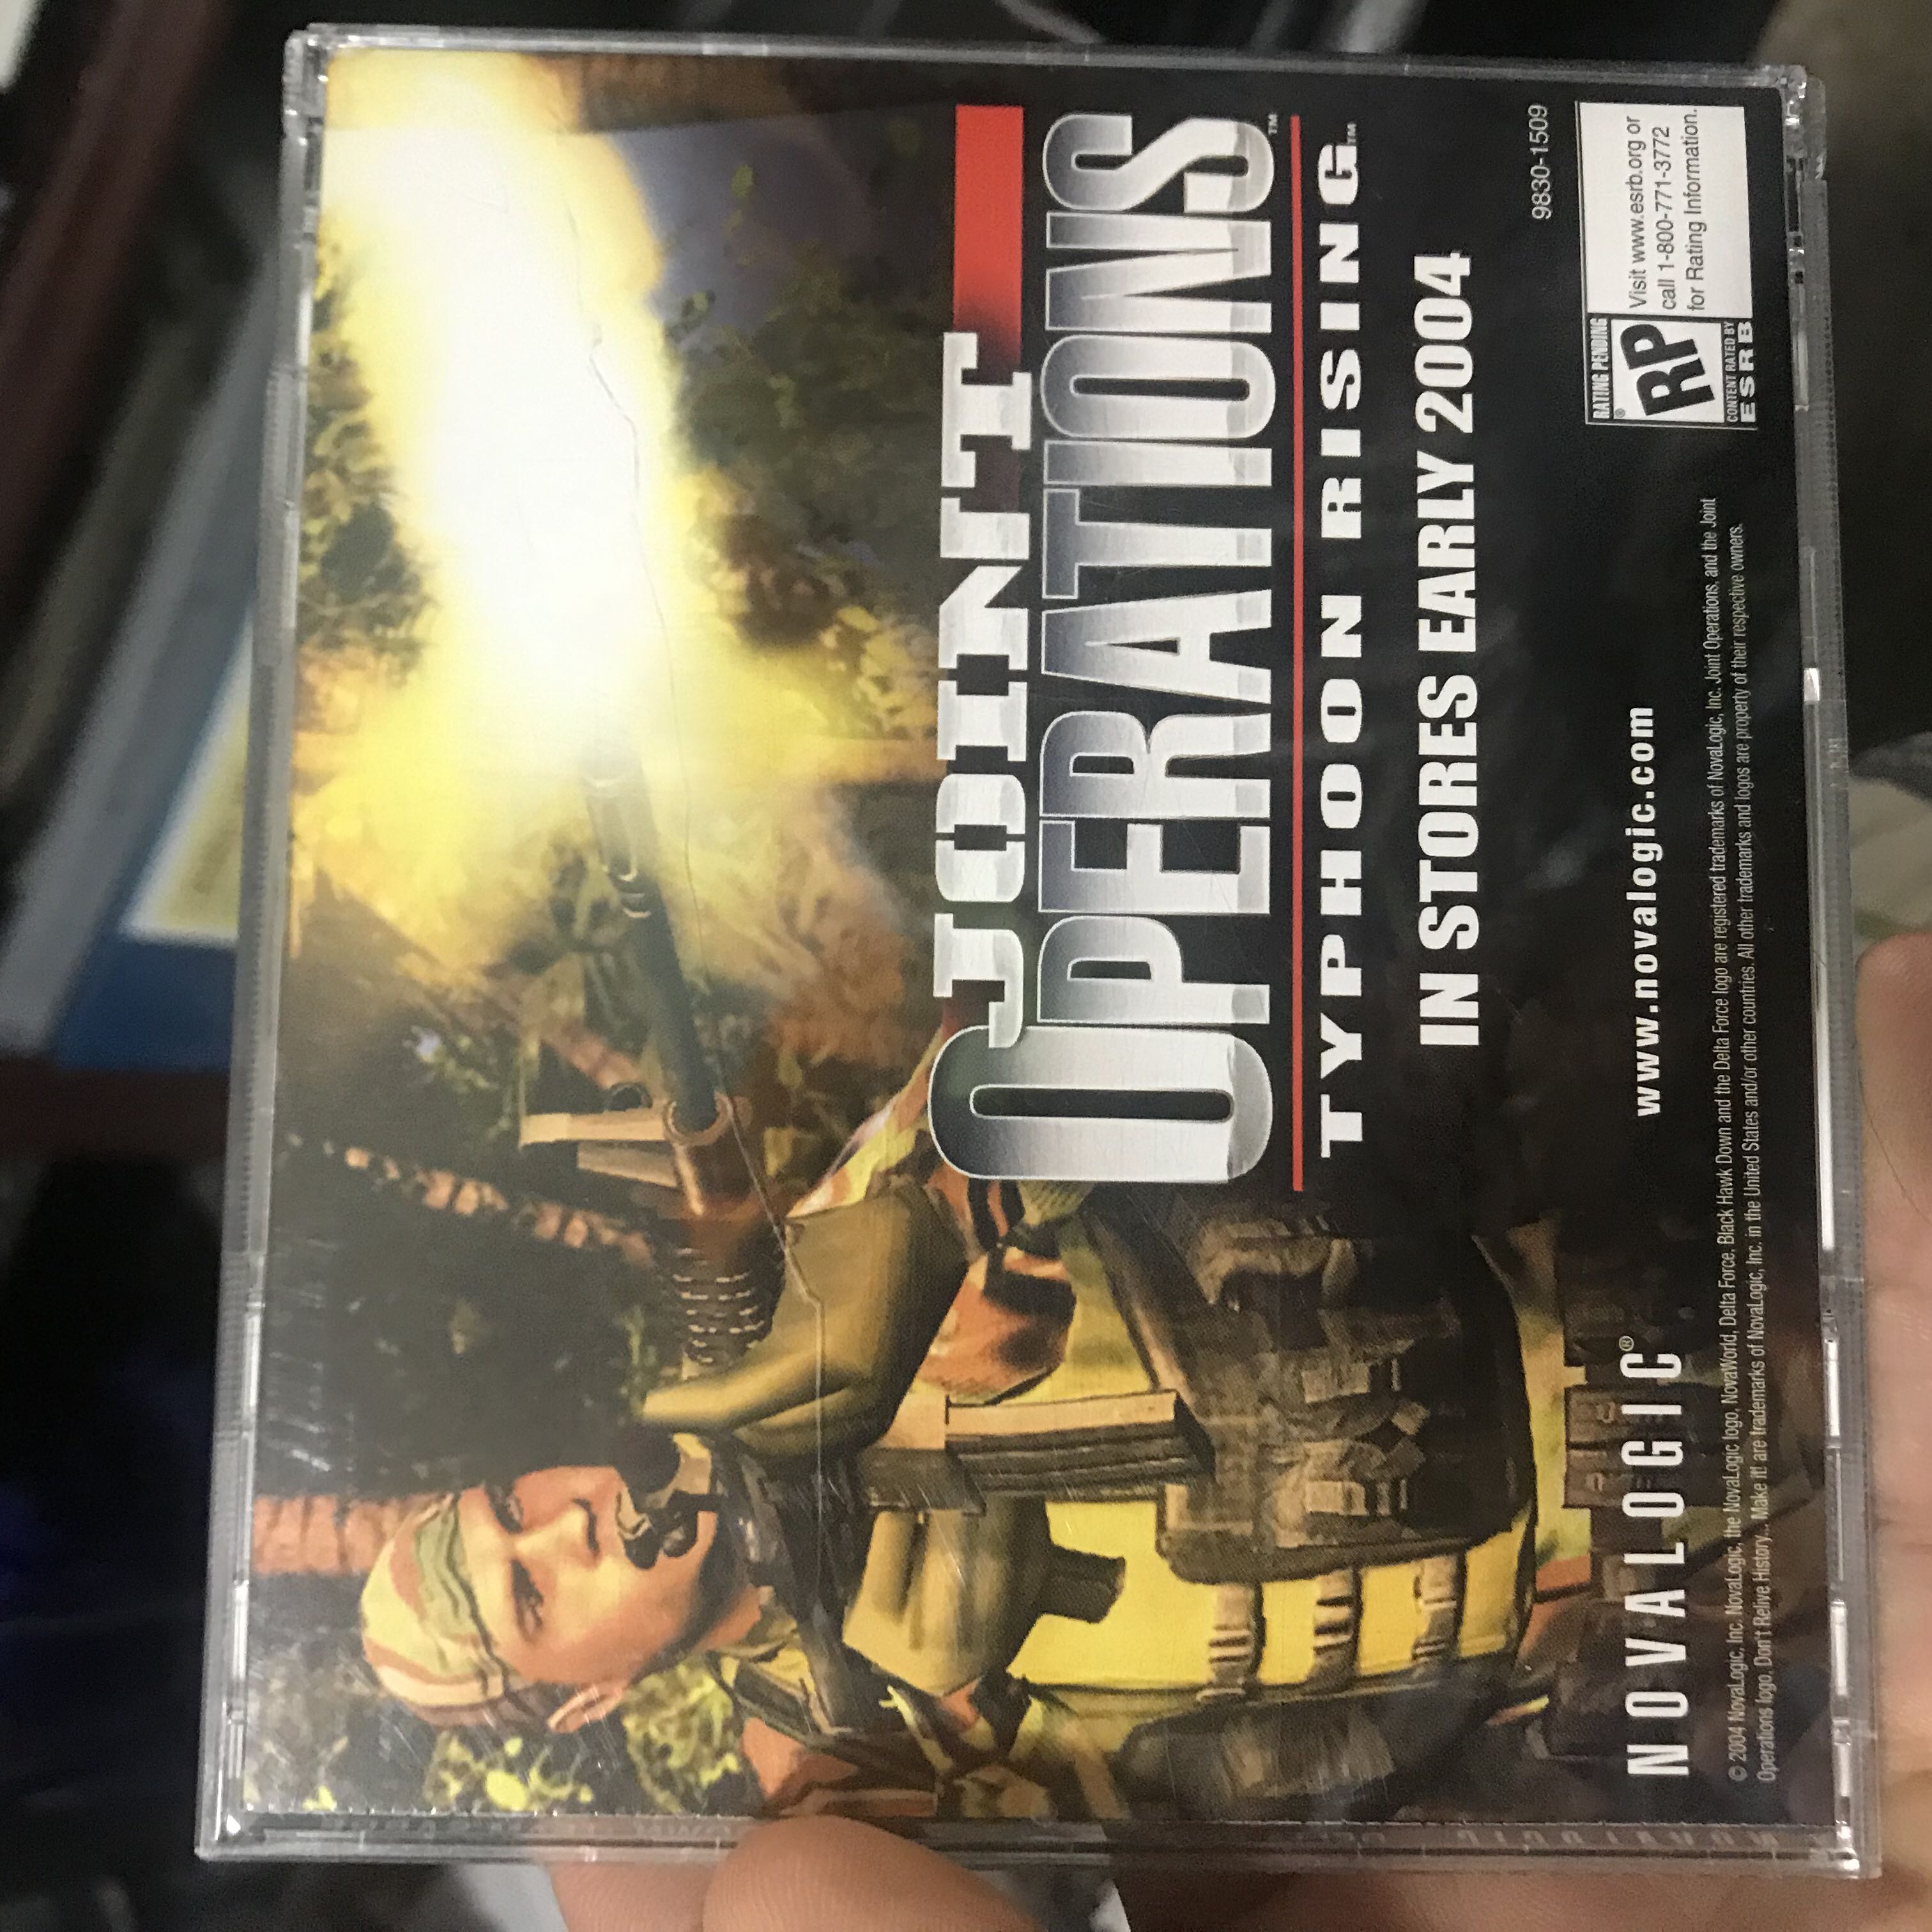 JOINT
OPERATIONS™
TYPHOON RISING™
IN STORES EARLY 2004
9830-1509
www.novalogic.com
NOVALOGIC®
RATING PENDING
RP
®
CONTENT RATED BY
ESRB
Visit www.esrb.org or
call 1-800-771-3772
for Rating Information.
© 2004 NovaLogic, Inc. NovaLogic, the NovaLogic logo, NovaWorld, Delta Force, Black Hawk Down and the Delta Force logo are registered trademarks of NovaLogic, Inc. Joint Operations, and the Joint
Operations logo, Don't Relive History... Make it! are trademarks of NovaLogic, Inc. in the United States and/or other countries. All other trademarks and logos are property of their respective owners.